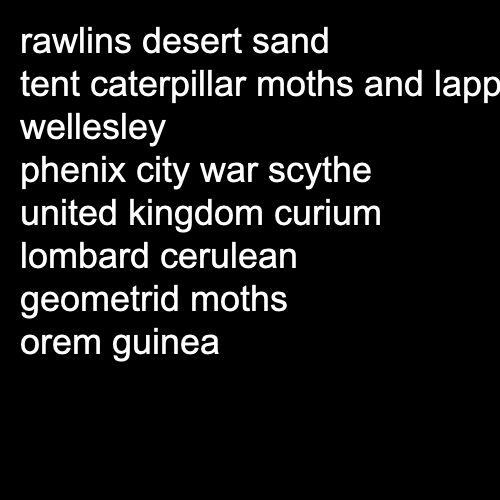 rawlins desert sand
tent caterpillar moths and lapp
wellesley
phenix city war scythe
united kingdom curium
lombard cerulean
geometrid moths
orem guinea